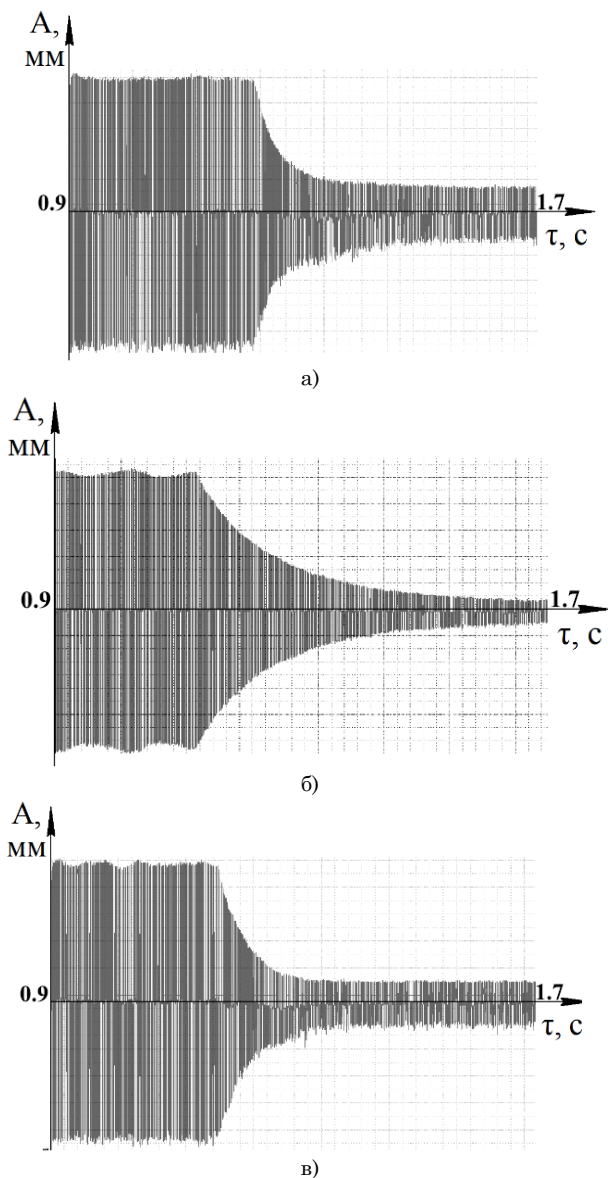 А,
мм
0.9
1.7
τ, с
а)
А,
мм
0.9
1.7
τ, с
б)
А,
мм
0.9
1.7
τ, с
в)